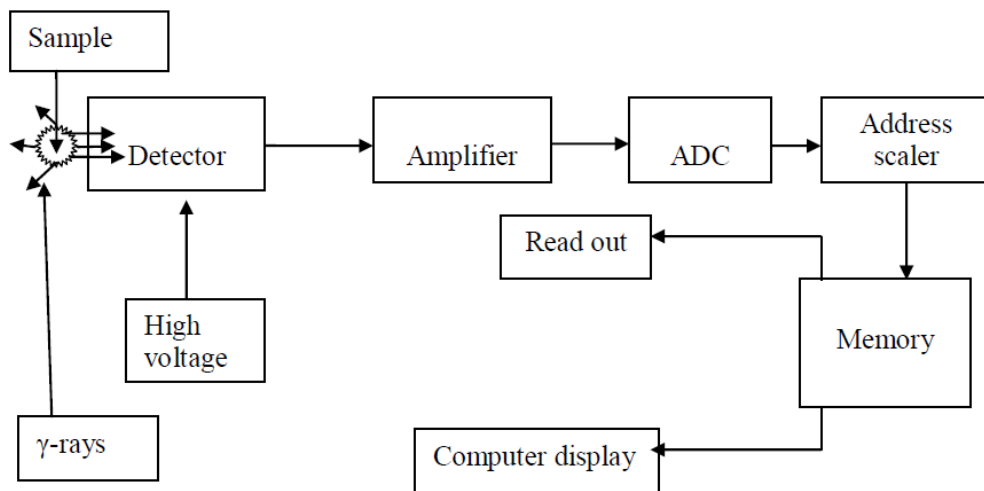 Sample
Detector
Amplifier
ADC
Address
scaler
Read out
High
voltage
Memory
γ-rays
Computer display